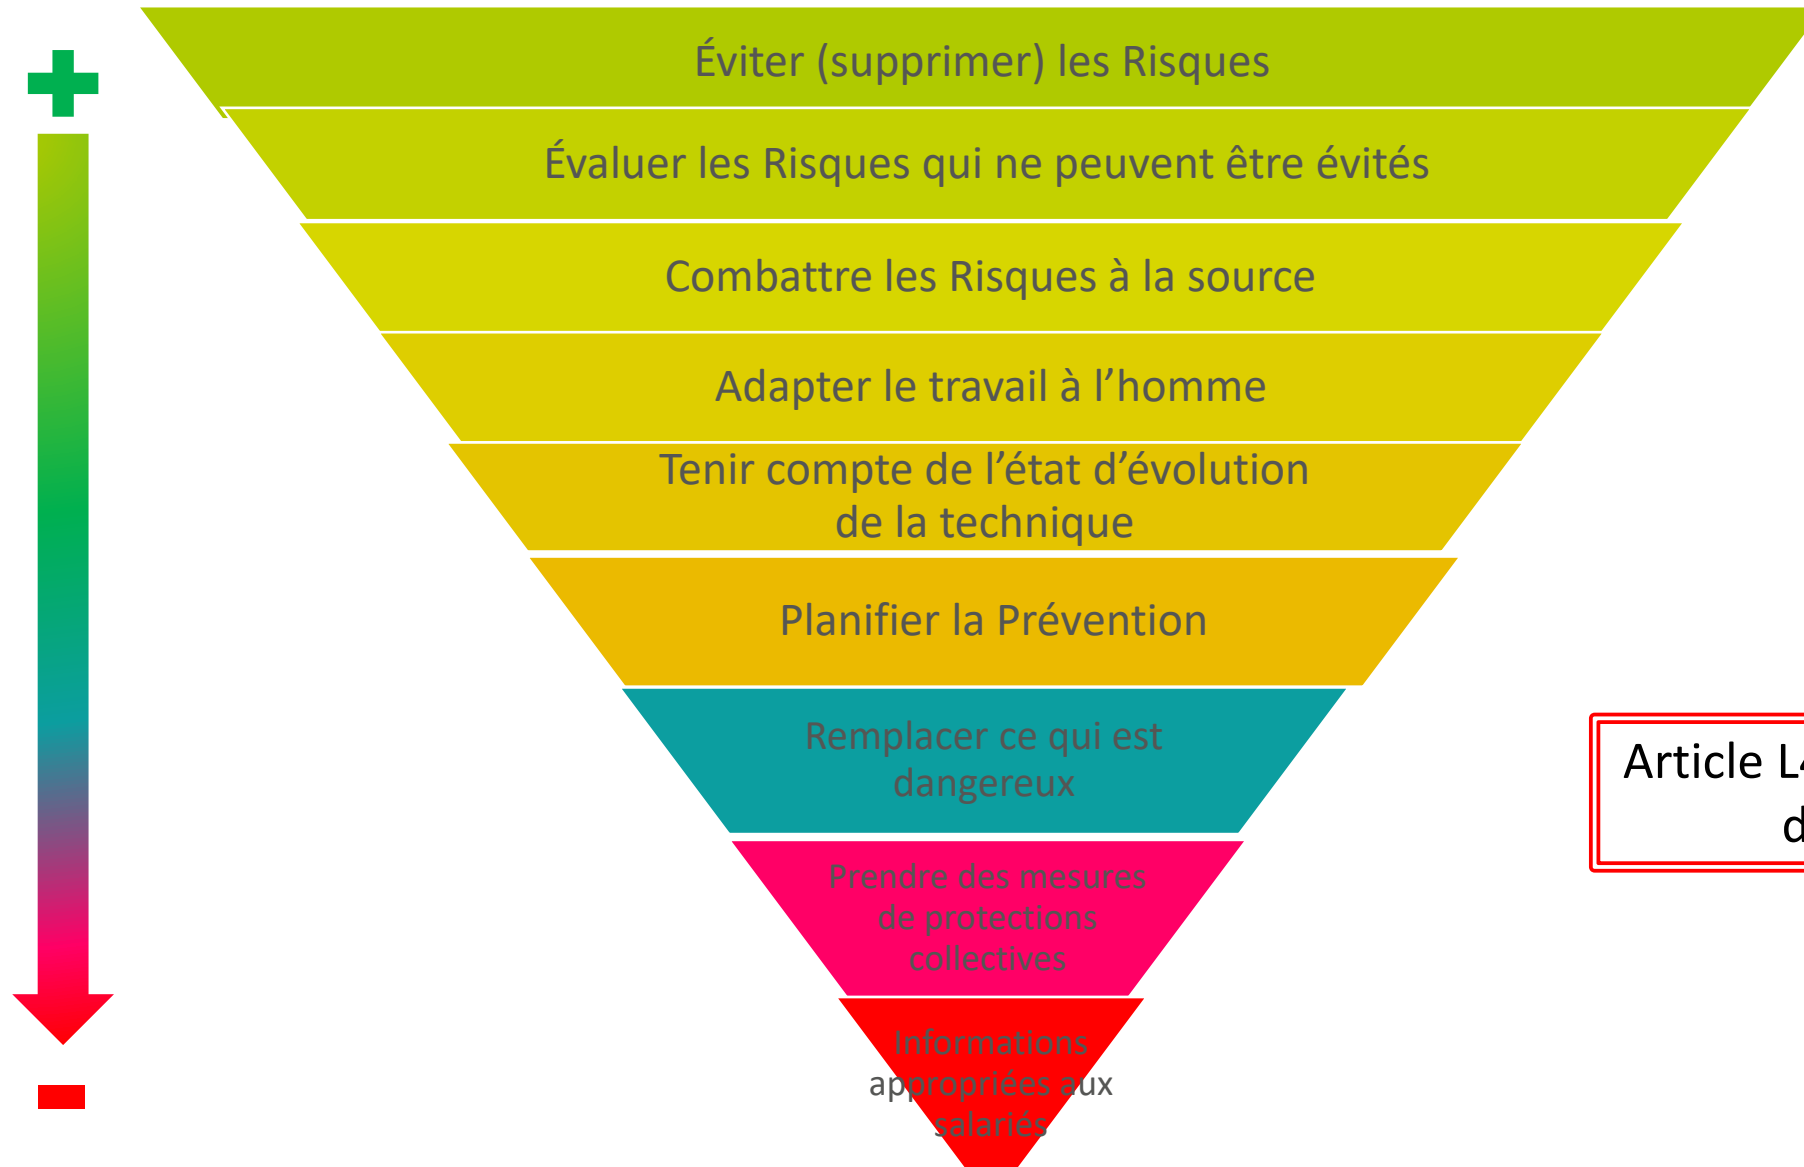 Éviter (supprimer) les Risques
Évaluer les Risques qui ne peuvent être évités
Combattre les Risques à la source
Adapter le travail à l’homme
Tenir compte de l’état d’évolution
de la technique
Planifier la Prévention
Remplacer ce qui est
dangereux
Prendre des mesures
de protections
collectives
Informations
appropriées aux
salariés
Article